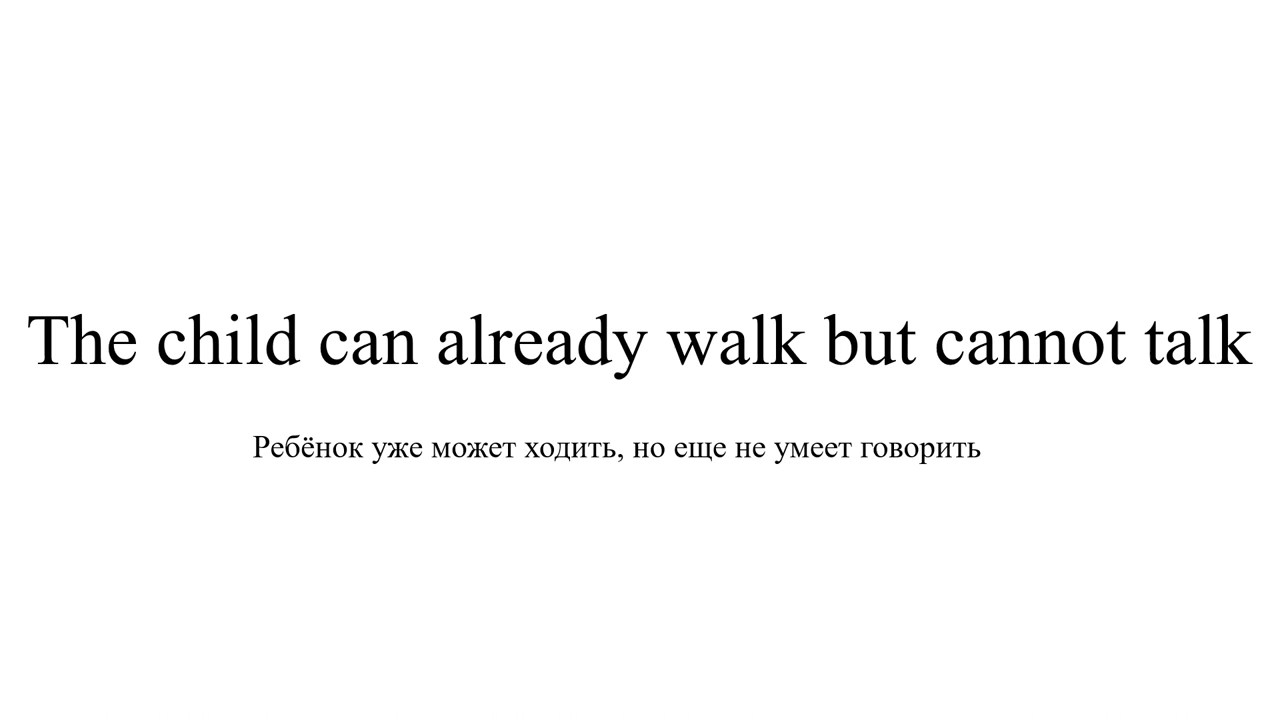 The child can already walk but cannot talk
Ребёнок уже может ходить, но еще не умеет говорить